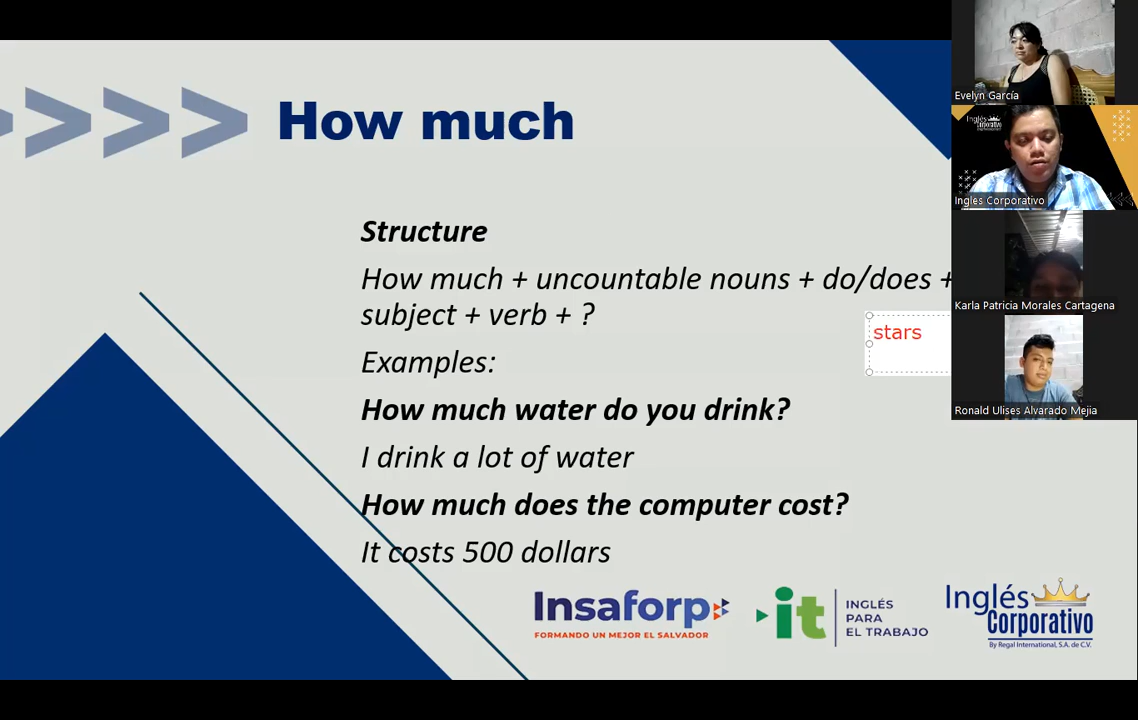 How much
Structure
How much + uncountable nouns + do/does +
subject + verb + ?
Examples:
How much water do you drink?
I drink a lot of water
How much does the computer cost?
It costs 500 dollars
stars
Insaforp
FORMANDO UN MEJOR EL SALVADOR
it
INGLÉS
PARA
EL TRABAJO
Inglés
Corporativo
By Regal International, S.A. de C.V.
Evelyn García
Inglés
Corporativo
Ingles Corporativo
Karla Patricia Morales Cartagena
Ronald Ulises Alvarado Mejia